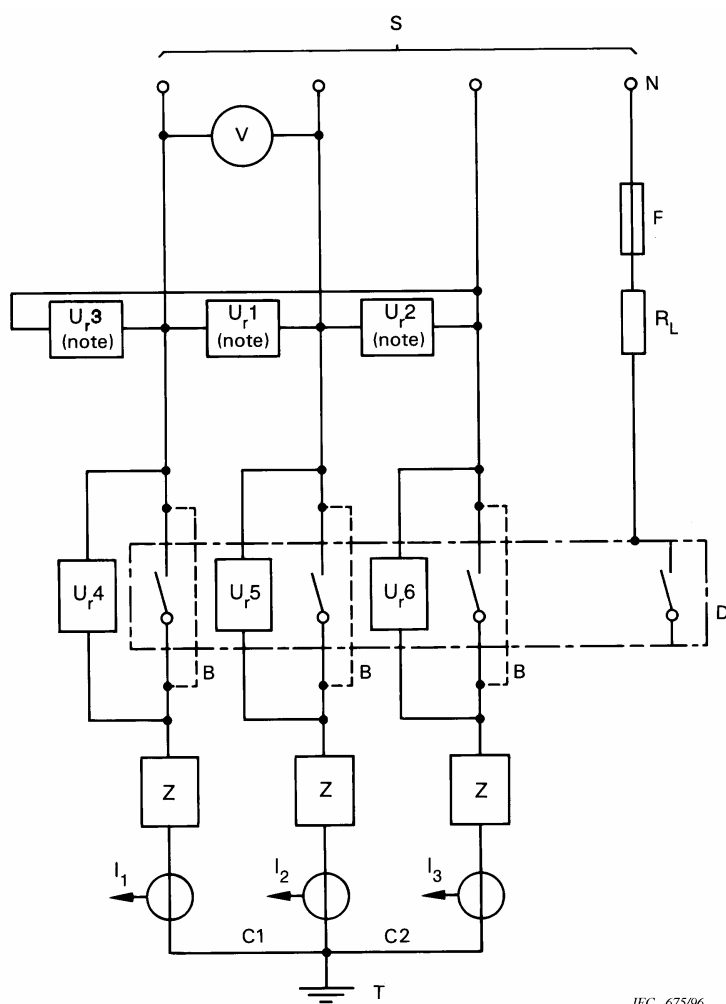 S
N
V
F
U_r3
(note)
U_r1
(note)
U_r2
(note)
R_L
U_r4
U_r5
U_r6
D
B
B
B
Z
Z
Z
I_1
I_2
I_3
C1
C2
T
IEC 675/96